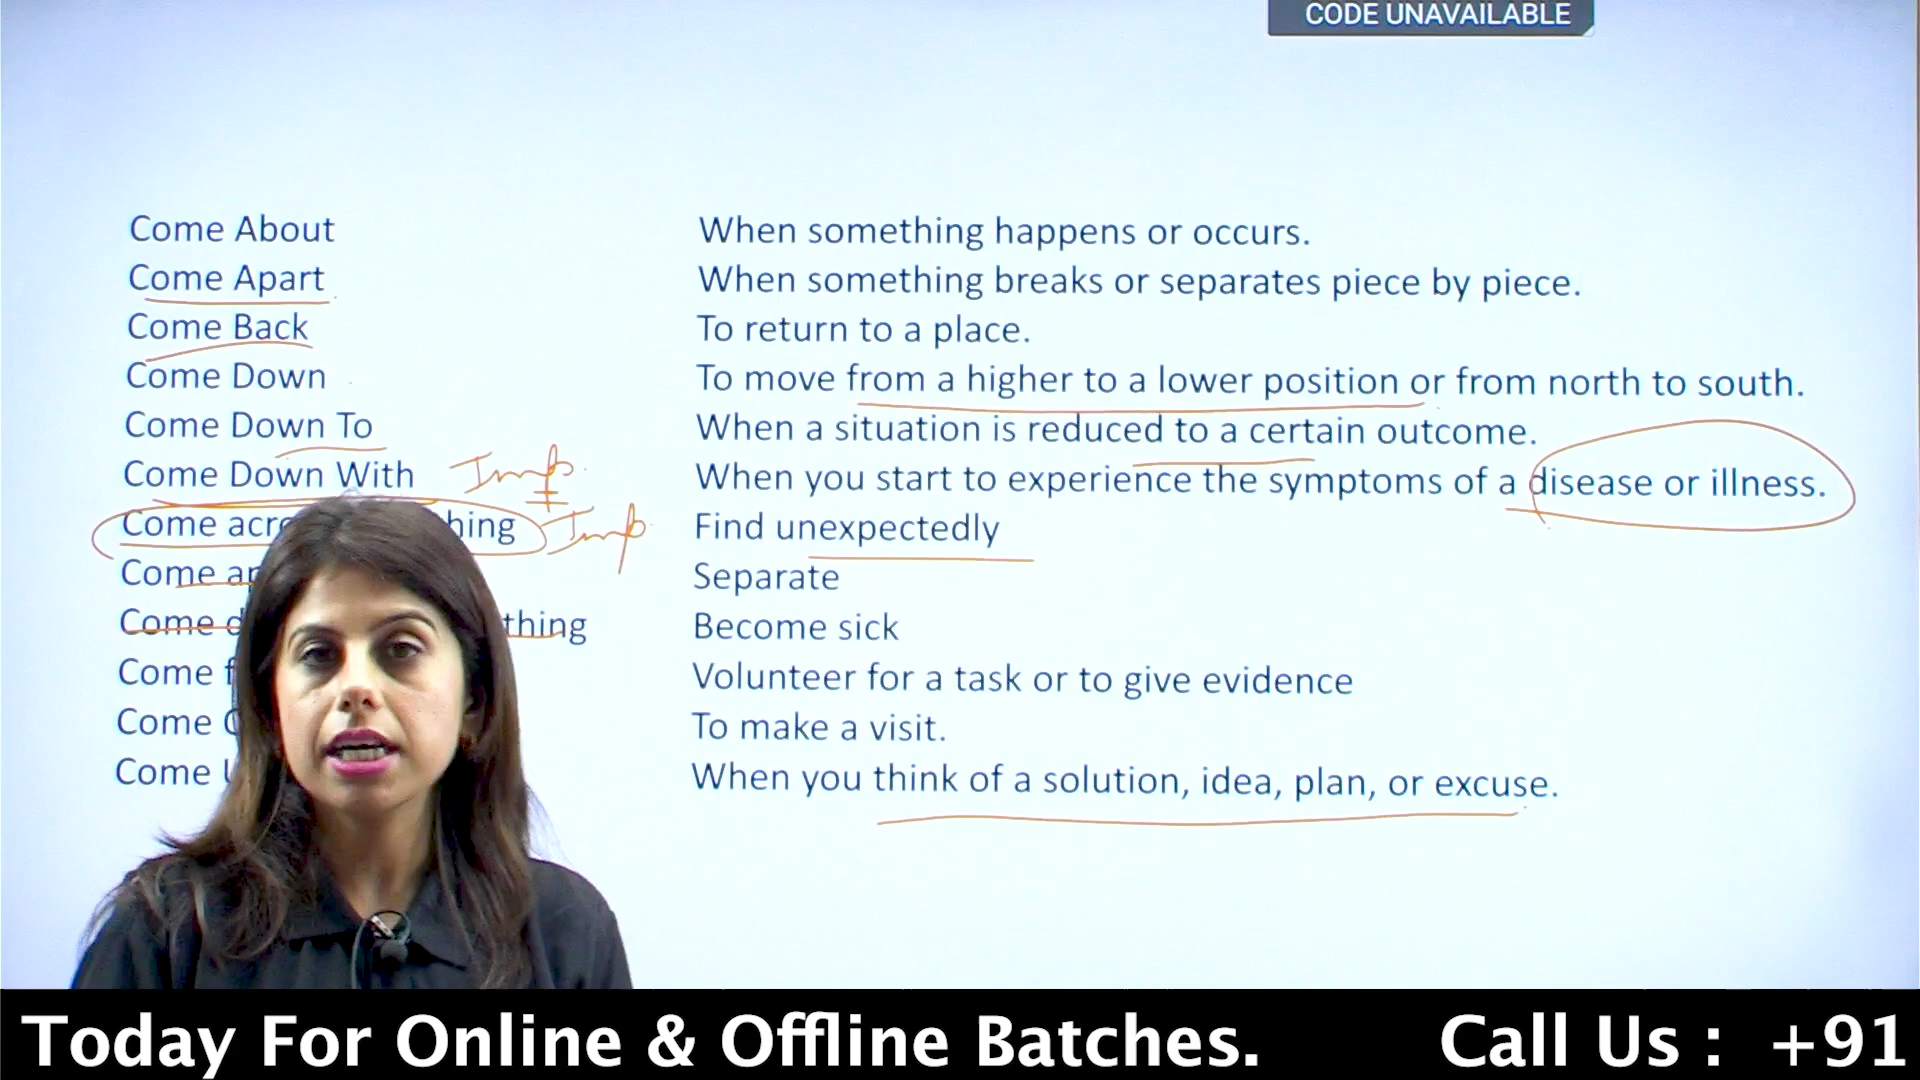 CODE UNAVAILABLE
Come About When something happens or occurs.
Come Apart When something breaks or separates piece by piece.
Come Back To return to a place.
Come Down To move from a higher to a lower position or from north to south.
Come Down To When a situation is reduced to a certain outcome.
Come Down With Imp When you start to experience the symptoms of a disease or illness.
Come Imp Find unexpectedly
Come Separate
Come Become sick
Come Volunteer for a task or to give evidence
Come To make a visit.
Come When you think of a solution, idea, plan, or excuse.
Today For Online & Offline Batches. Call Us : +91